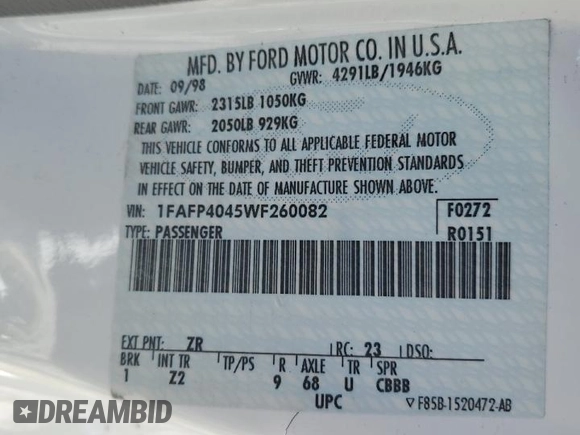 MFD. BY FORD MOTOR CO. IN U.S.A.
DATE: 09/98 GVWR: 4291LB/1946KG
FRONT GAWR: 2315LB 1050KG
REAR GAWR: 2050LB 929KG
THIS VEHICLE CONFORMS TO ALL APPLICABLE FEDERAL MOTOR
VEHICLE SAFETY, BUMPER, AND THEFT PREVENTION STANDARDS
IN EFFECT ON THE DATE OF MANUFACTURE SHOWN ABOVE.
VIN: 1FAFP4045WF260082 F0272
TYPE: PASSENGER R0151
EXT PNT: ZR RC: 23 DSO:
BRK INT TR TP/PS R AXLE TR SPR
1 Z2 9 68 U CBBB
UPC ▽ F85B-1520472-AB
DREAMBID